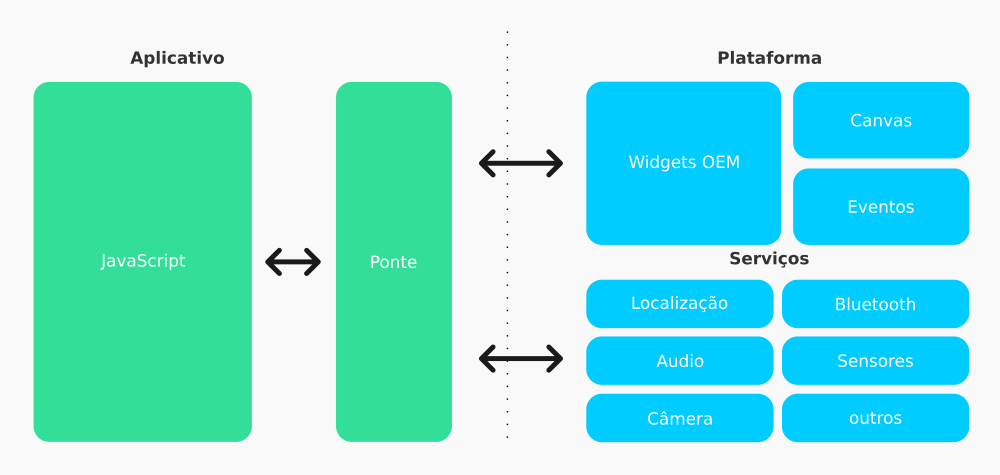 Aplicativo
JavaScript
Ponte
Plataforma
Widgets OEM
Canvas
Eventos
Serviços
Localização
Bluetooth
Audio
Sensores
Câmera
outros